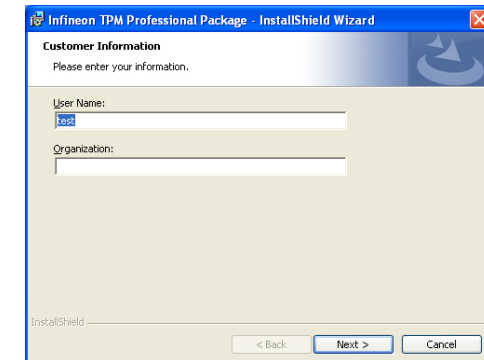 Infineon TPM Professional Package - InstallShield Wizard
Customer Information
Please enter your information.
User Name:
test
Organization:
InstallShield
< Back Next > Cancel